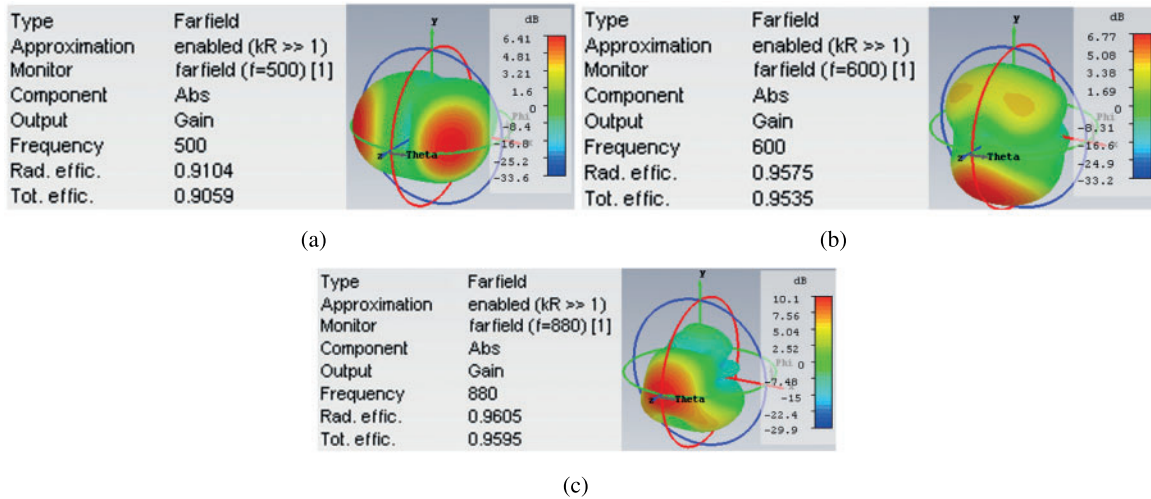 Type Farfield
Approximation enabled (kR >> 1)
Monitor farfield (f=500) [1]
Component Abs
Output Gain
Frequency 500
Rad. effic. 0.9104
Tot. effic. 0.9059
y
z
Theta
Phi
dB
6.41
4.81
3.21
1.6
0
-8.4
-16.8
-25.2
-33.6
(a)
Type Farfield
Approximation enabled (kR >> 1)
Monitor farfield (f=600) [1]
Component Abs
Output Gain
Frequency 600
Rad. effic. 0.9575
Tot. effic. 0.9535
y
z
Theta
Phi
dB
6.77
5.08
3.38
1.69
0
-8.31
-16.6
-24.9
-33.2
(b)
Type Farfield
Approximation enabled (kR >> 1)
Monitor farfield (f=880) [1]
Component Abs
Output Gain
Frequency 880
Rad. effic. 0.9605
Tot. effic. 0.9595
y
z
Theta
Phi
dB
10.1
7.56
5.04
2.52
0
-7.48
-15
-22.4
-29.9
(c)